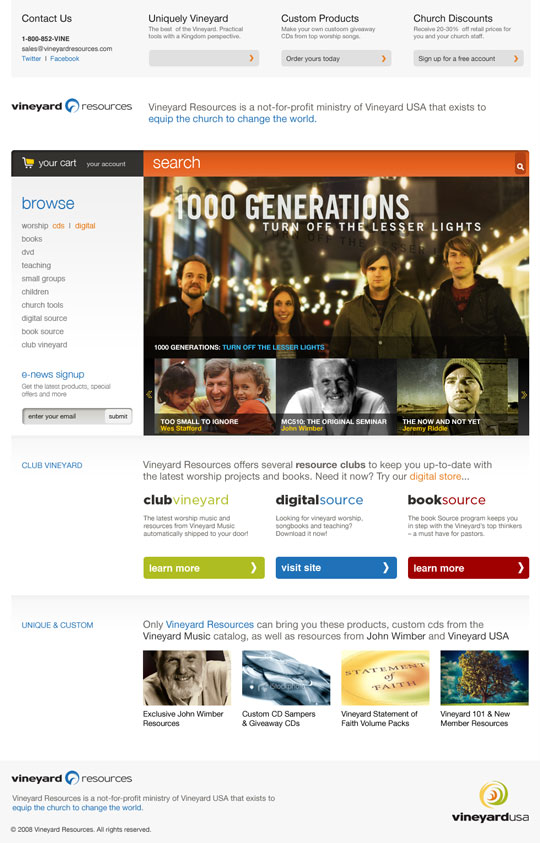 Contact Us
1-800-852-VINE
sales@vineyardresources.com
Twitter | Facebook
Uniquely Vineyard
The best of the Vineyard. Practical
tools with a Kingdom perspective.
Custom Products
Make your own custoom giveaway
CDs from top worship songs.
Order yours today
Church Discounts
Receive 20-30% off retail prices for
you and your church staff.
Sign up for a free account
vineyard resources
Vineyard Resources is a not-for-profit ministry of Vineyard USA that exists to
equip the church to change the world.
your cart your account
search
browse
worship cds | digital
books
dvd
teaching
small groups
children
church tools
digital source
book source
club vineyard
e-news signup
Get the latest products, special
offers and more
enter your email submit
1000 GENERATIONS
TURN OFF THE LESSER LIGHTS
1000 GENERATIONS: TURN OFF THE LESSER LIGHTS
TOO SMALL TO IGNORE
Wes Stafford
MC510: THE ORIGINAL SEMINAR
John Wimber
THE NOW AND NOT YET
Jeremy Riddle
CLUB VINEYARD
Vineyard Resources offers several resource clubs to keep you up-to-date with
the latest worship projects and books. Need it now? Try our digital store...
clubvineyard
The latest worship music and
resources from Vineyard Music
automatically shipped to your door!
learn more
digitalsource
Looking for vineyard worship,
songbooks and teaching?
Download it now!
visit site
booksource
The book Source program keeps you
in step with the Vineyard's top thinkers
– a must have for pastors.
learn more
UNIQUE & CUSTOM
Only Vineyard Resources can bring you these products, custom cds from the
Vineyard Music catalog, as well as resources from John Wimber and Vineyard USA
Exclusive John Wimber
Resources
Custom CD Sampers
& Giveaway CDs
STATEMENT
of
FAITH
Vineyard Statement of
Faith Volume Packs
Vineyard 101 & New
Member Resources
vineyard resources
Vineyard Resources is a not-for-profit ministry of Vineyard USA that exists to
equip the church to change the world.
© 2008 Vineyard Resources. All rights reserved.
vineyardusa